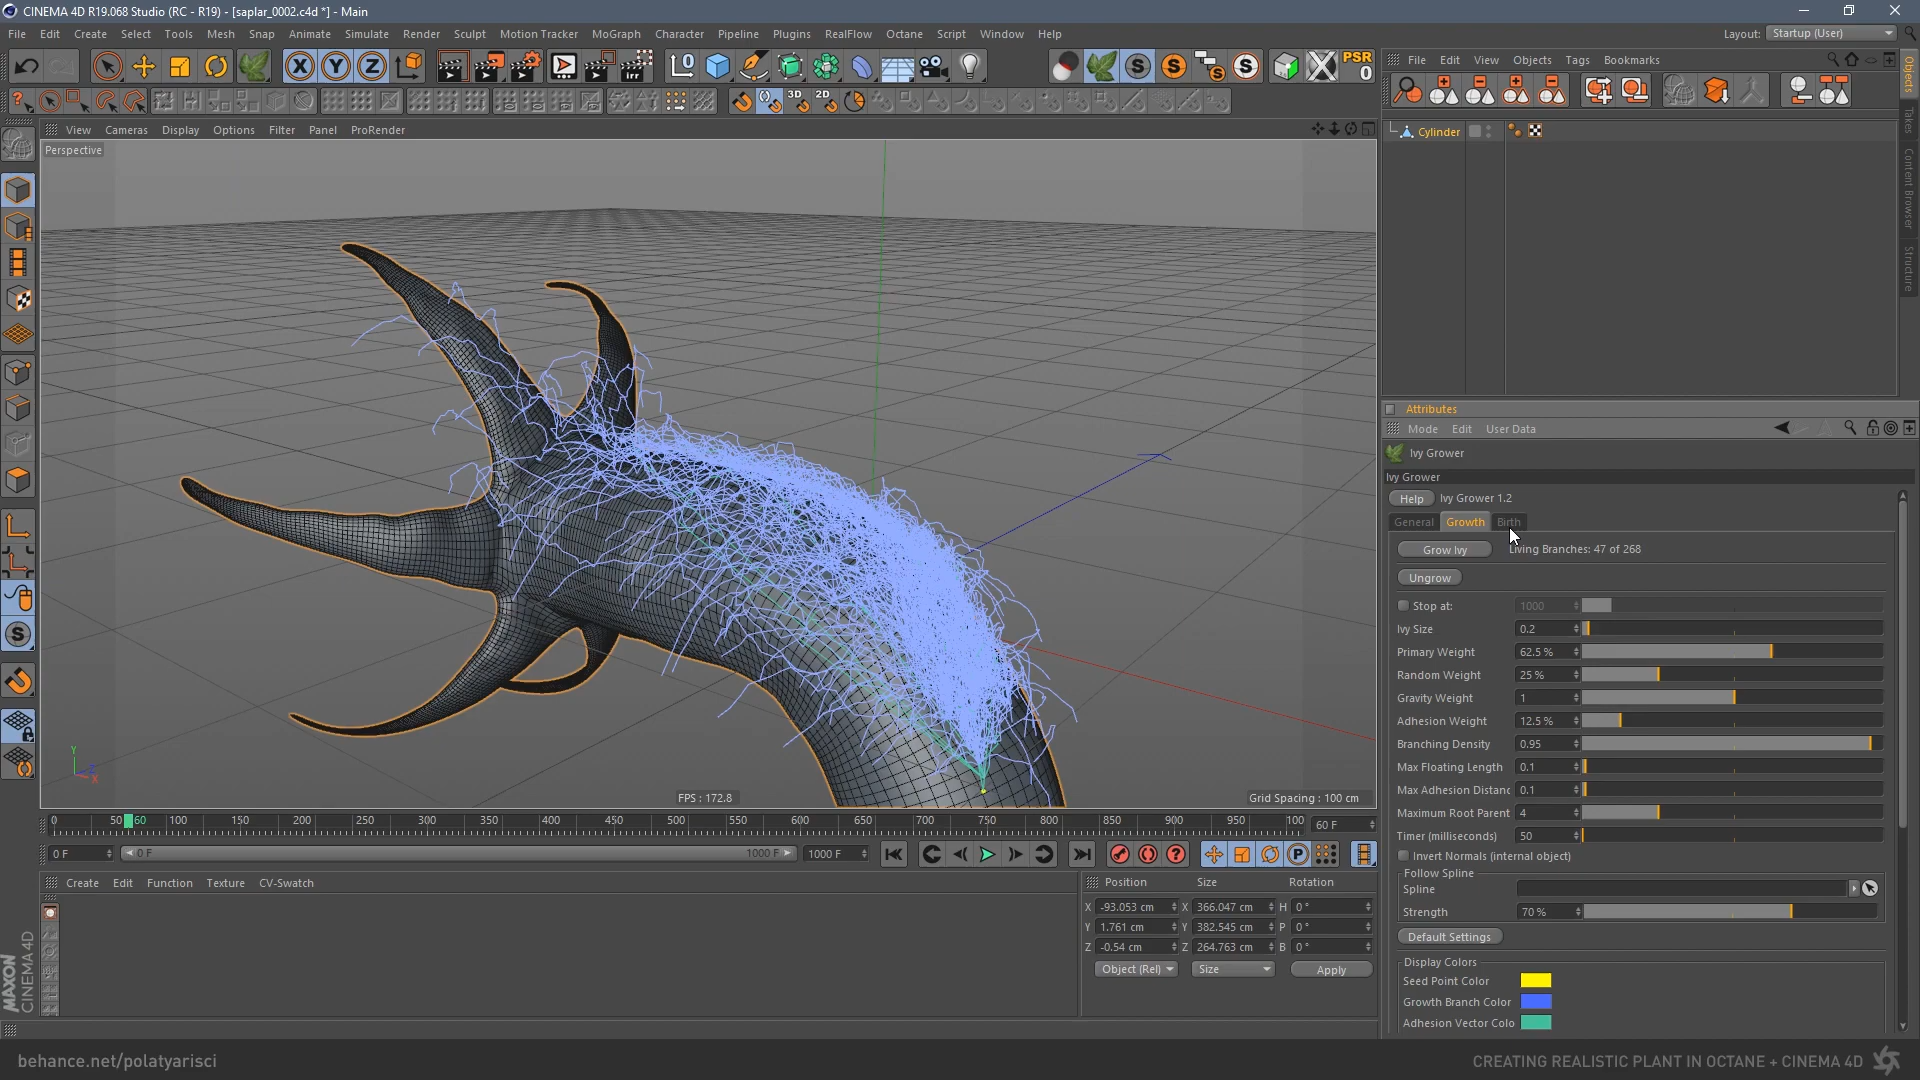 CINEMA 4D R19.068 Studio (RC - R19) - [saplar_0002.c4d *] - Main
File Edit Create Select Tools Mesh Snap Animate Simulate Render Sculpt Motion Tracker MoGraph Character Pipeline Plugins RealFlow Octane Script Window Help
Layout: Startup (User)
PSR
0
3D 2D
File Edit View Objects Tags Bookmarks
Cylinder
Objects
Takes
Content Browser
Structure
View Cameras Display Options Filter Panel ProRender
Perspective
Y
Z
X
FPS : 172.8
Grid Spacing : 100 cm
Attributes
Mode Edit User Data
Ivy Grower
Ivy Grower
Help Ivy Grower 1.2
General Growth Birth
Grow Ivy Living Branches: 47 of 268
Ungrow
Stop at: 1000
Ivy Size 0.2
Primary Weight 62.5 %
Random Weight 25 %
Gravity Weight 1
Adhesion Weight 12.5 %
Branching Density 0.95
Max Floating Length 0.1
Max Adhesion Distanc 0.1
Maximum Root Parent 4
Timer (milliseconds) 50
Invert Normals (internal object)
Follow Spline
Spline
Strength 70 %
Default Settings
Display Colors
Seed Point Color
Growth Branch Color
Adhesion Vector Colo
0 50 60 100 150 200 250 300 350 400 450 500 550 600 650 700 750 800 850 900 950 100 60 F
0 F 0 F 1000 F 1000 F
Create Edit Function Texture CV-Swatch
Position Size Rotation
X -93.053 cm X 366.047 cm H 0 °
Y 1.761 cm Y 382.545 cm P 0 °
Z -0.54 cm Z 264.763 cm B 0 °
Object (Rel) Size Apply
MAXON
CINEMA 4D
behance.net/polatyarisci
CREATING REALISTIC PLANT IN OCTANE + CINEMA 4D